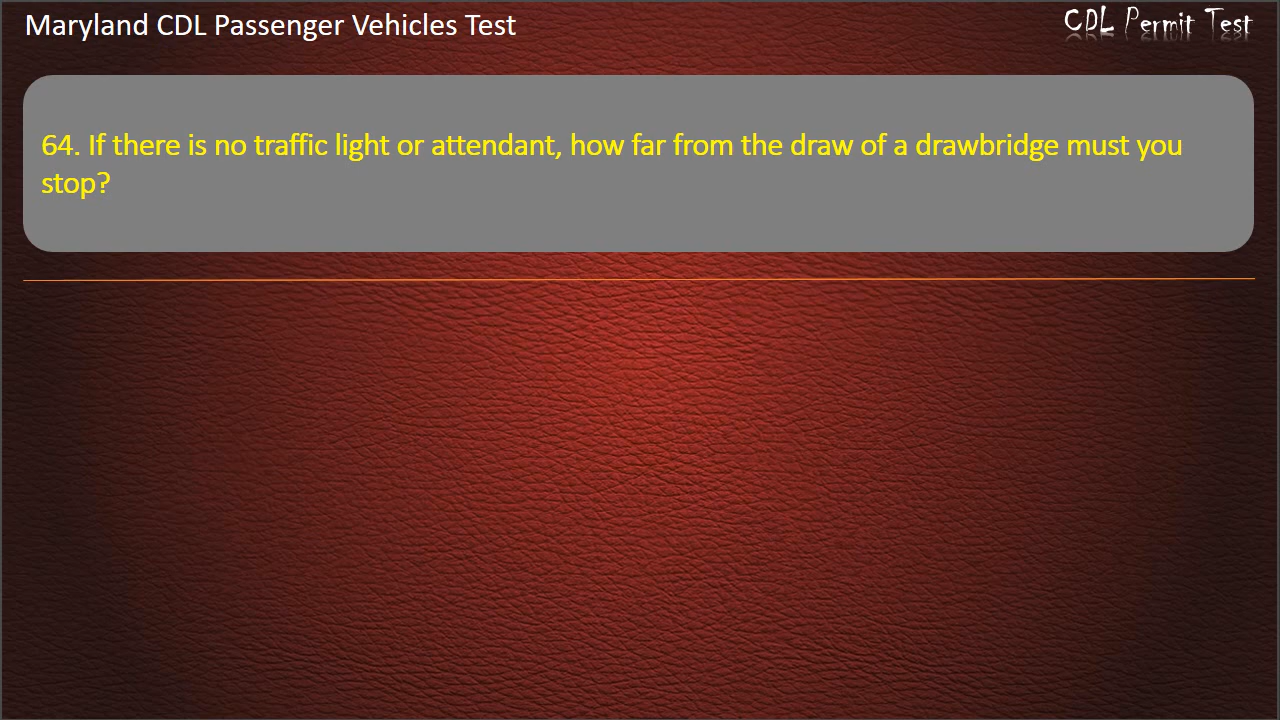 Maryland CDL Passenger Vehicles Test
CDL Permit Test
64. If there is no traffic light or attendant, how far from the draw of a drawbridge must you
stop?